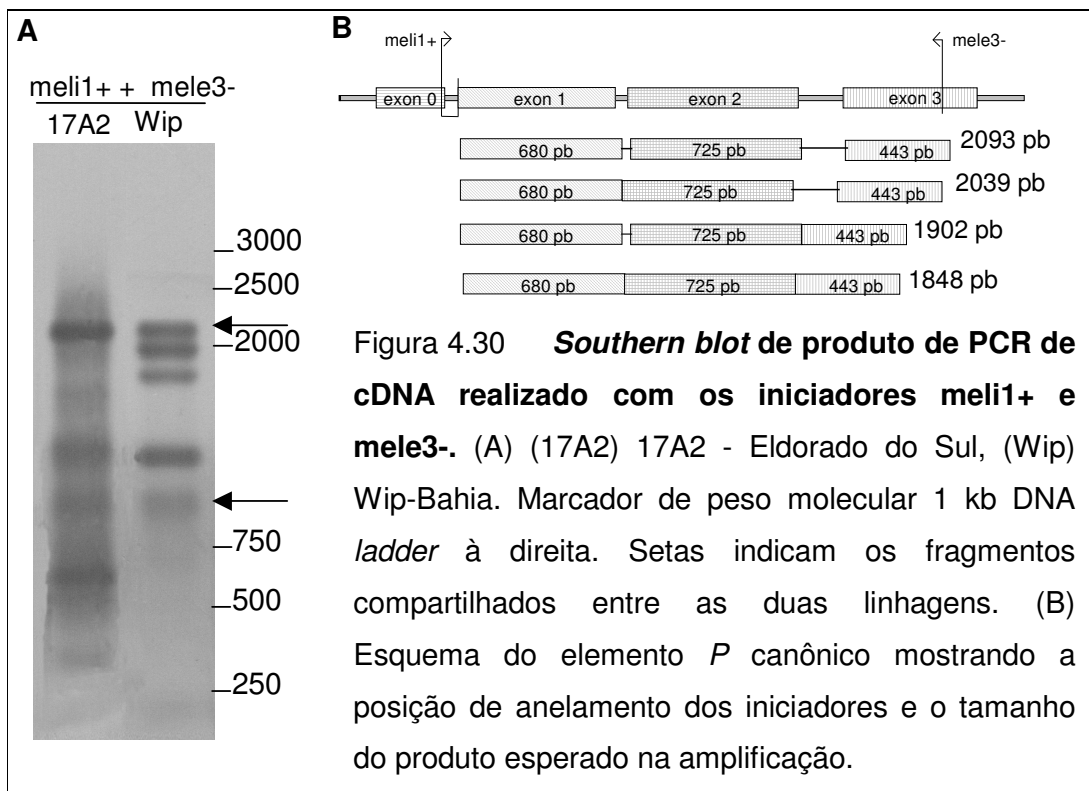 A
meli1+ + mele3-
17A2 Wip
3000
2500
2000
750
500
250
B
meli1+
mele3-
exon 0 exon 1 exon 2 exon 3
680 pb 725 pb 443 pb 2093 pb
680 pb 725 pb 443 pb 2039 pb
680 pb 725 pb 443 pb 1902 pb
680 pb 725 pb 443 pb 1848 pb
Figura 4.30 Southern blot de produto de PCR de
cDNA realizado com os iniciadores meli1+ e
mele3-. (A) (17A2) 17A2 - Eldorado do Sul, (Wip)
Wip-Bahia. Marcador de peso molecular 1 kb DNA
ladder à direita. Setas indicam os fragmentos
compartilhados entre as duas linhagens. (B)
Esquema do elemento P canônico mostrando a
posição de anelamento dos iniciadores e o tamanho
do produto esperado na amplificação.